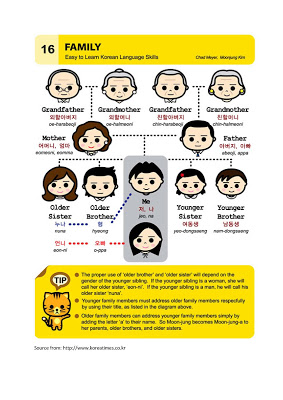 16
FAMILY
Easy to Learn Korean Language Skills
Chad Meyer, Moonjung Kim
Grandfather
외할아버지
oe-harabeoji
Grandmother
외할머니
oe-halmeoni
Grandfather
친할아버지
chin-harabeoji
Grandmother
친할머니
chin-halmeoni
Mother
어머니, 엄마
eomeoni, eomma
Father
아버지, 아빠
abeoji, appa
Older
Sister
누나
nuna
Older
Brother
형
hyeong
Me
저, 나
jeo, na
Younger
Sister
여동생
yeo-dongsaeng
Younger
Brother
남동생
nam-dongsaeng
언니
eon-ni
오빠
o-ppa
TIP
The proper use of 'older brother' and 'older sister' will depend on
the gender of the younger sibling. If the younger sibling is a woman, she will
call her older sister, 'eon-ni'. If the younger sibling is a man, he will call his
older sister 'nuna'.
Younger family members must address older family members respecfully
by using their title, as listed in the diagram above.
Older family members can address younger family members simply by
adding the letter 'a' to their name. So Moon-jung becomes Moon-jung-a to
her parents, older brothers, and older sisters.
Source from: http://www.koreatimes.co.kr